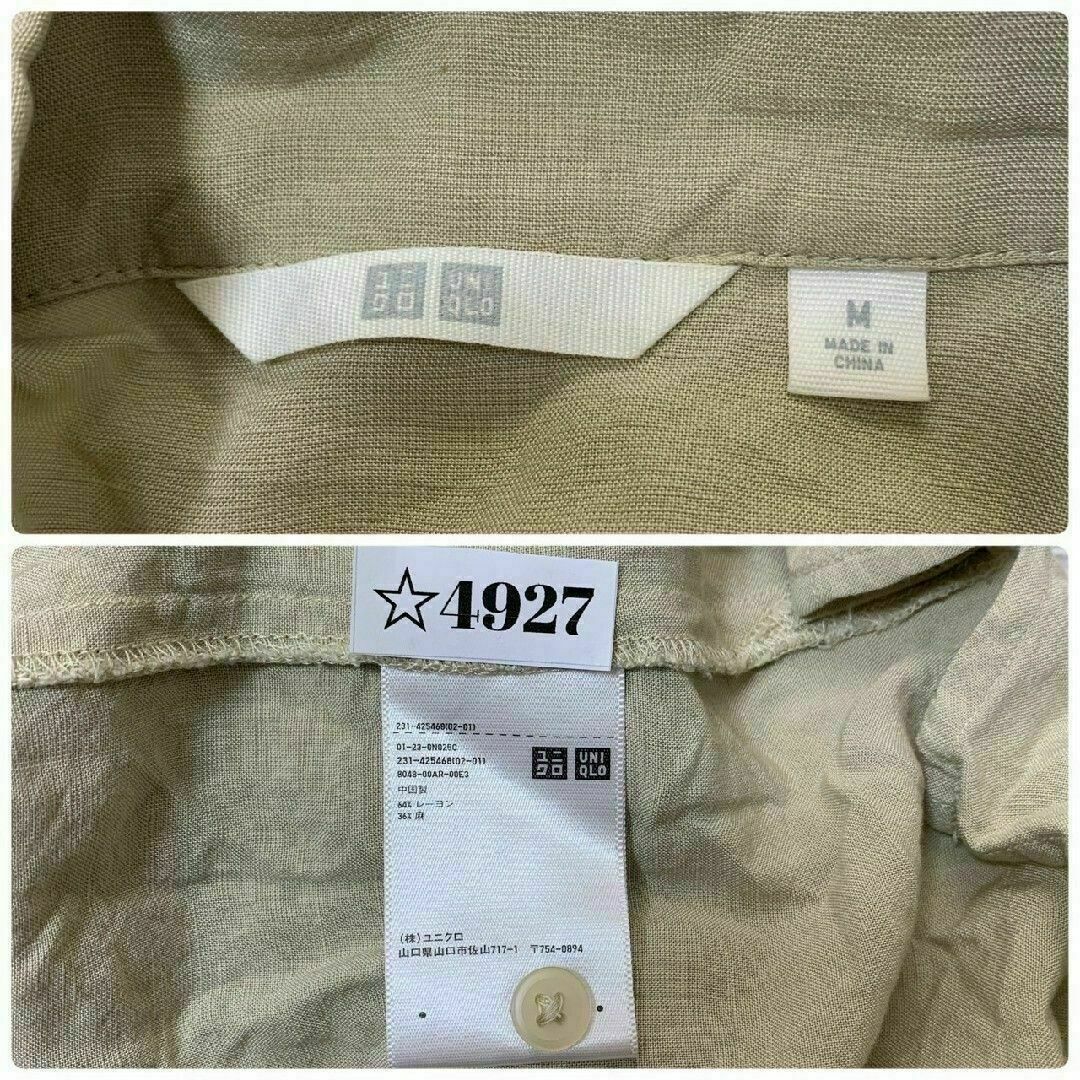 ユニ
クロ
UNI
QLO
M
MADE IN
CHINA
☆4927
231-425468(02-01)
01-23-0N026C
231-425468(02-01)
8043-00AR-00E3
中国製
64% レーヨン
36% 麻
ユニ
クロ
UNI
QLO
(株)ユニクロ
山口県山口市佐山717-1 〒754-0894